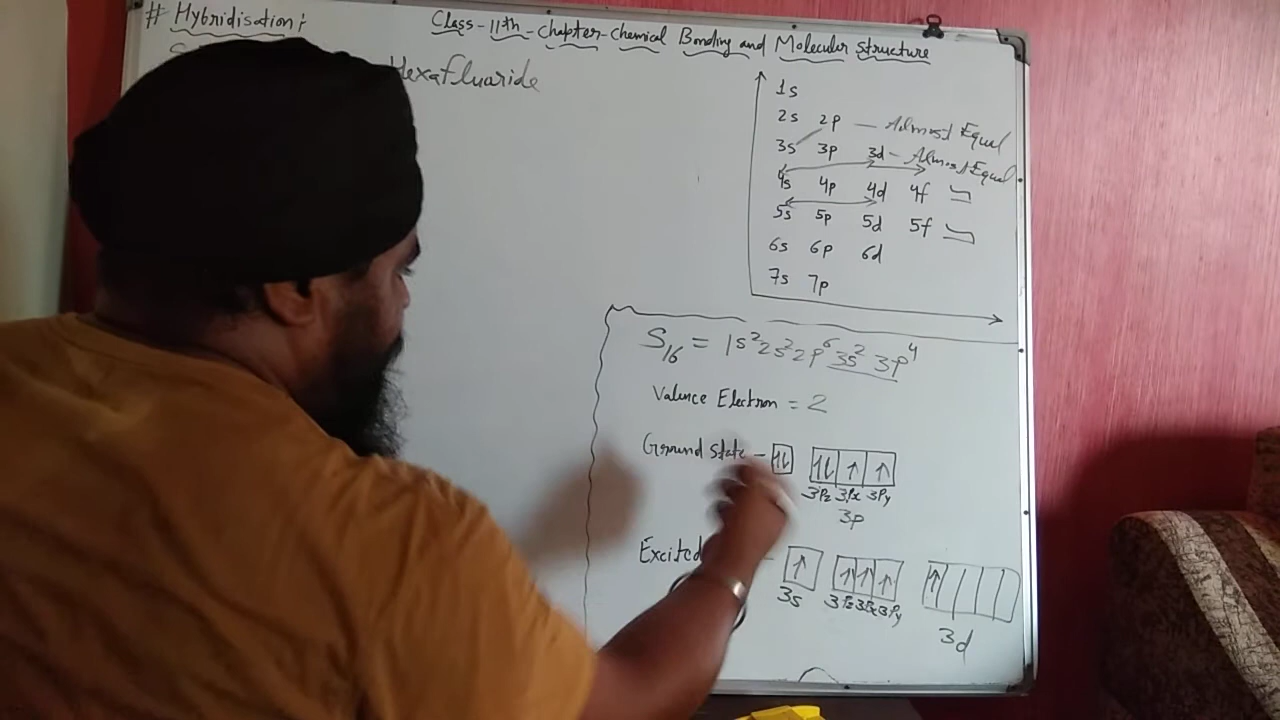 # Hybridisation:
Class-11th-chapter-Chemical Bonding and Molecular Structure
Hexafluaride
1s
2s 2p — Almost Equal
3s 3p 3d - Almost Equal
4s 4p 4d 4f
5s 5p 5d 5f
6s 6p 6d
7s 7p
S₁₆ = 1s² 2s² 2p⁶ 3s² 3p⁴
Valence Electron = 2
Ground State - ↑↓ ↑↓ ↑ ↑
3Pz 3Px 3Py
3p
Excited ↑ ↑ ↑ ↑ ↑
3s 3Pz 3Px 3Py
3d